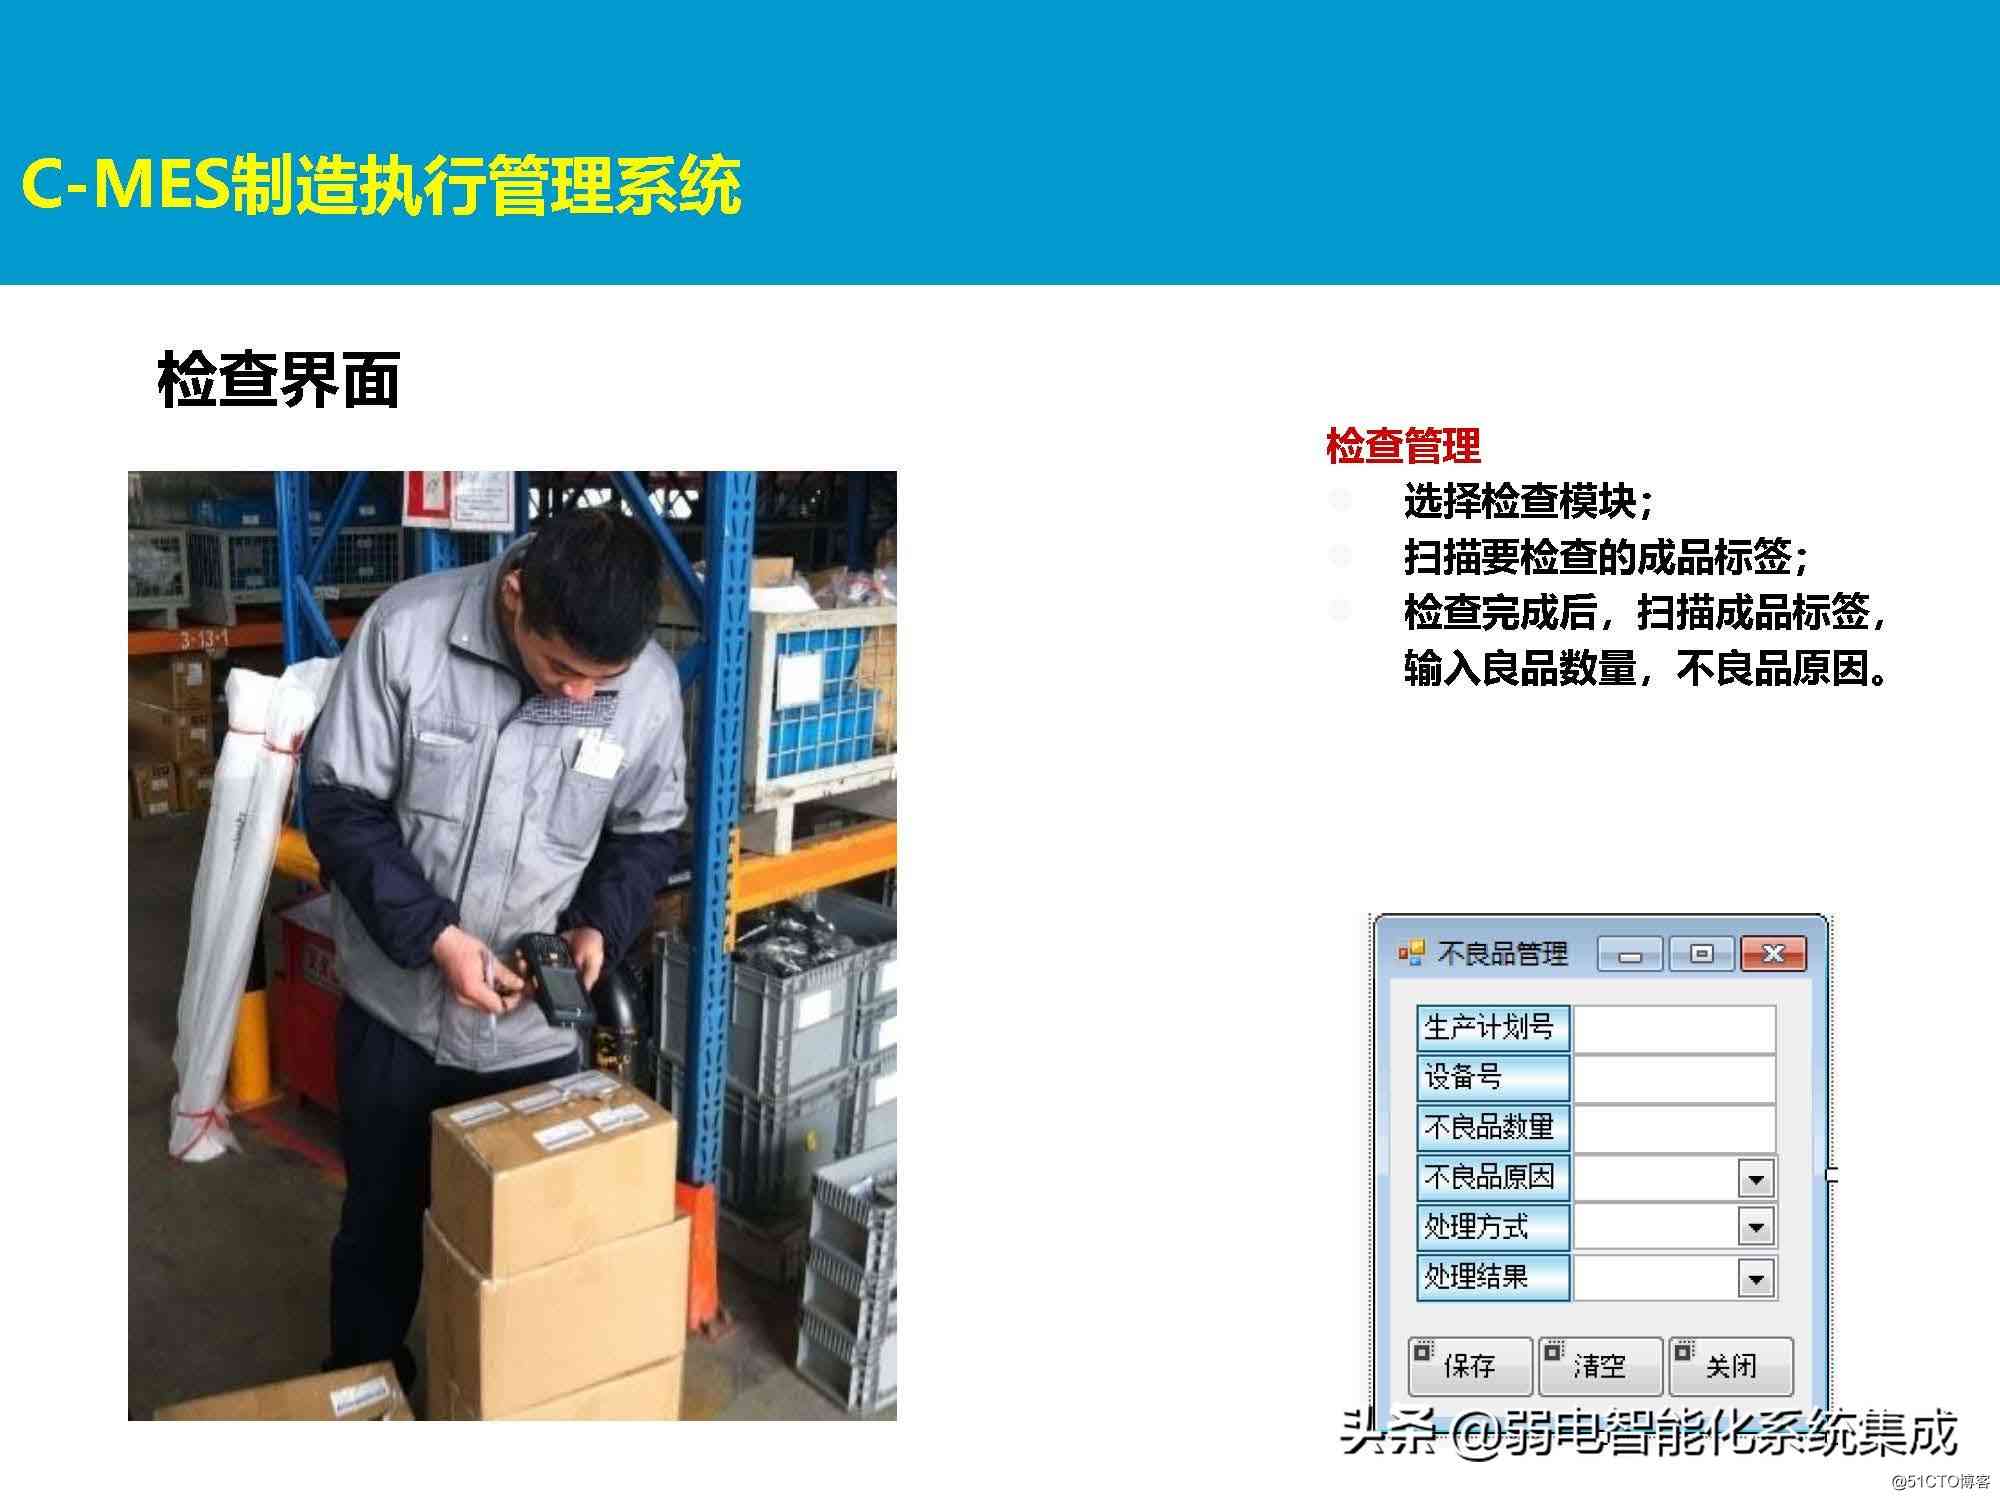 C-MES制造执行管理系统
检查界面
检查管理
选择检查模块；
扫描要检查的成品标签；
检查完成后，扫描成品标签，
输入良品数量，不良品原因。
3-13-1
不良品管理
生产计划号
设备号
不良品数量
不良品原因
处理方式
处理结果
保存
清空
关闭
头条 @弱电智能化系统集成
@51CTO博客